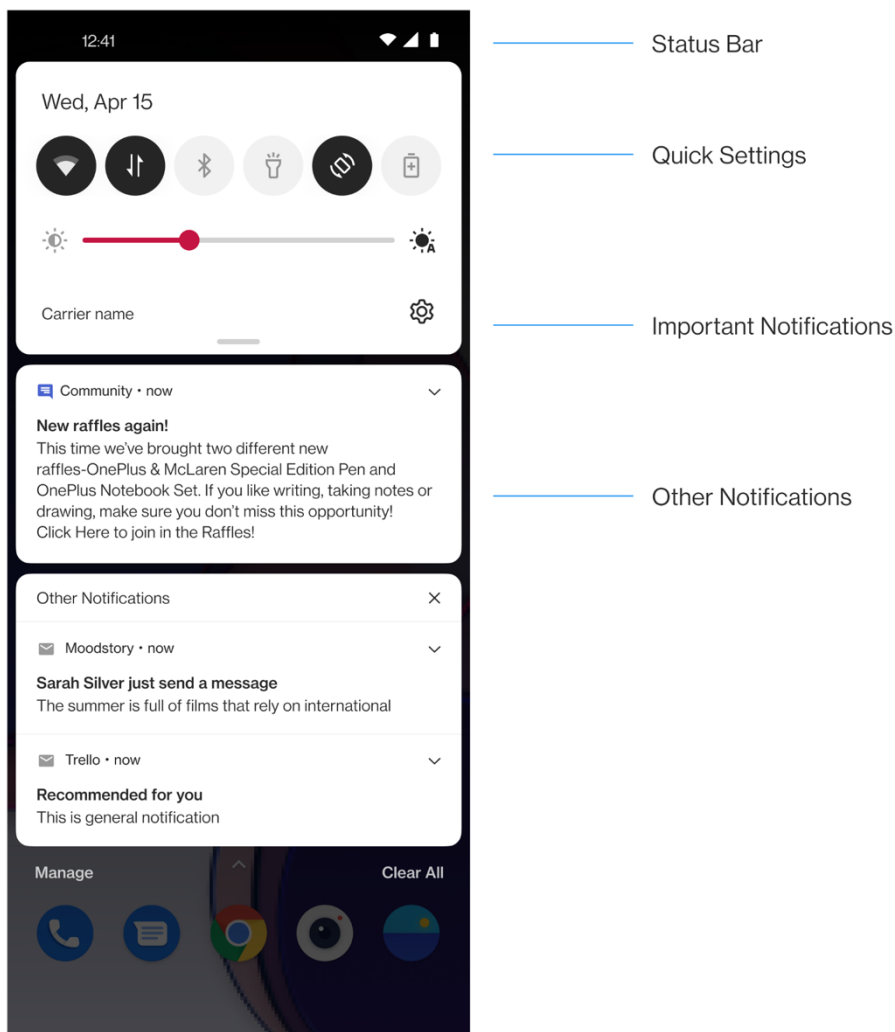 12:41
Status Bar
Wed, Apr 15
Quick Settings
A
Carrier name
Important Notifications
Community • now
New raffles again!
This time we've brought two different new
raffles-OnePlus & McLaren Special Edition Pen and
OnePlus Notebook Set. If you like writing, taking notes or
drawing, make sure you don't miss this opportunity!
Click Here to join in the Raffles!
Other Notifications
Other Notifications
Moodstory • now
Sarah Silver just send a message
The summer is full of films that rely on international
Trello • now
Recommended for you
This is general notification
Manage
Clear All